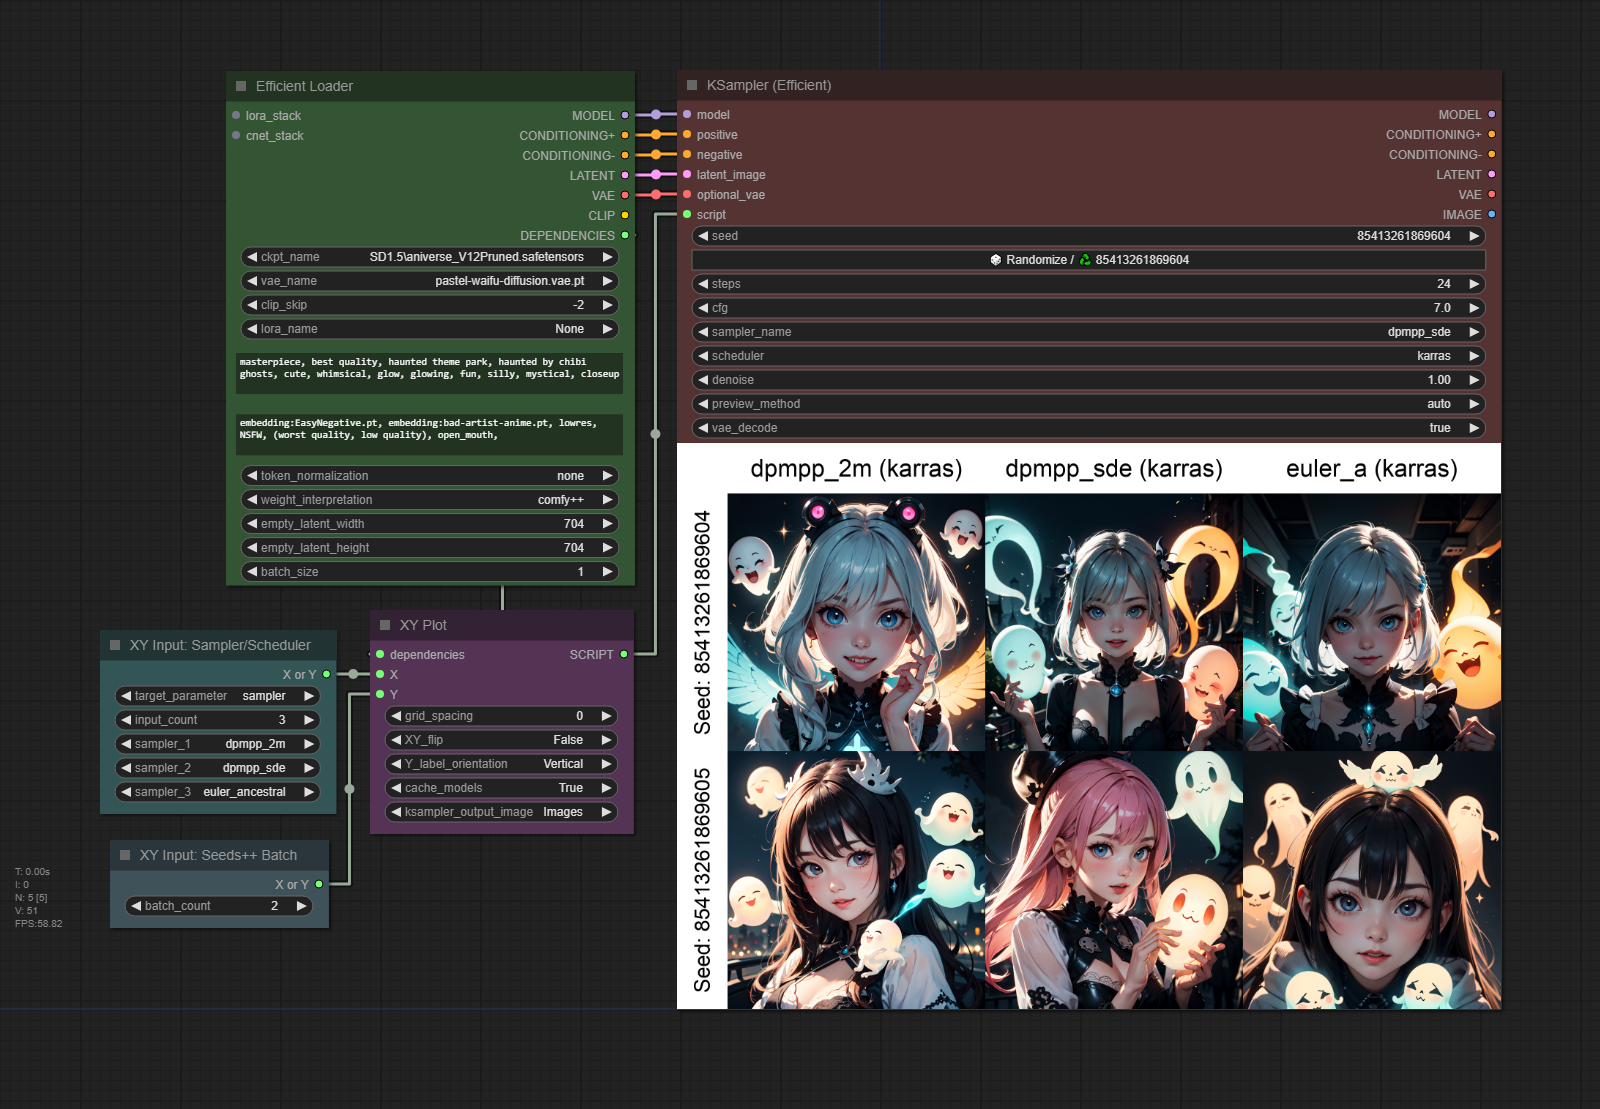 Efficient Loader
lora_stack
MODEL
cnet_stack
CONDITIONING+
CONDITIONING-
LATENT
VAE
CLIP
DEPENDENCIES
ckpt_name SD1.5\aniverse_V12Pruned.safetensors
vae_name pastel-waifu-diffusion.vae.pt
clip_skip -2
lora_name None
masterpiece, best quality, haunted theme park, haunted by chibi
ghosts, cute, whimsical, glow, glowing, fun, silly, mystical, closeup
embedding:EasyNegative.pt, embedding:bad-artist-anime.pt, lowres,
NSFW, (worst quality, low quality), open_mouth,
token_normalization none
weight_interpretation comfy++
empty_latent_width 704
empty_latent_height 704
batch_size 1
KSampler (Efficient)
model MODEL
positive CONDITIONING+
negative CONDITIONING-
latent_image LATENT
optional_vae VAE
script IMAGE
seed 85413261869604
Randomize / 85413261869604
steps 24
cfg 7.0
sampler_name dpmpp_sde
scheduler karras
denoise 1.00
preview_method auto
vae_decode true
dpmpp_2m (karras) dpmpp_sde (karras) euler_a (karras)
Seed: 85413261869604
Seed: 85413261869605
XY Input: Sampler/Scheduler
X or Y
target_parameter sampler
input_count 3
sampler_1 dpmpp_2m
sampler_2 dpmpp_sde
sampler_3 euler_ancestral
XY Plot
dependencies SCRIPT
X
Y
grid_spacing 0
XY_flip False
Y_label_orientation Vertical
cache_models True
ksampler_output_image Images
XY Input: Seeds++ Batch
X or Y
batch_count 2
T: 0.00s
I: 0
N: 5 [5]
V: 51
FPS:58.82